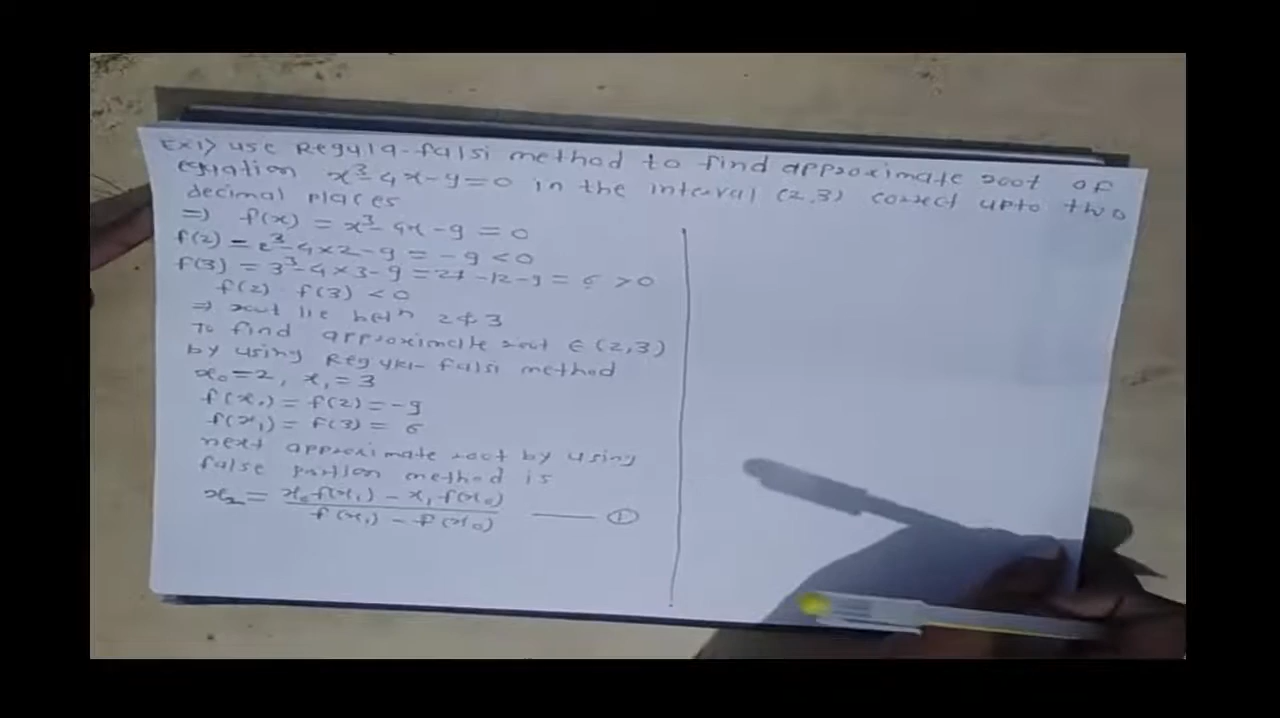 Ex1) use Regula-falsi method to find approximate root of
equation x³-4x-9=0 in the interval (2,3) correct upto two
decimal places
=) f(x) = x³-4x-9 = 0
f(2) = 2³-4×2-9 = -9 <0
f(3) = 3³-4×3-9 = 27-12-9 = 6 >0
f(2) f(3) <0
⇒ root lie betⁿ 2 & 3
To find approximate root ∈ (2,3)
by using Regula- falsi method
x₀=2, x₁=3
f(x₀) = f(2) = -9
f(x₁) = f(3) = 6
next approximate root by using
false method is
x₂ = x₀f(x₁) - x₁f(x₀)
f(x₁) - f(x₀) —— ①